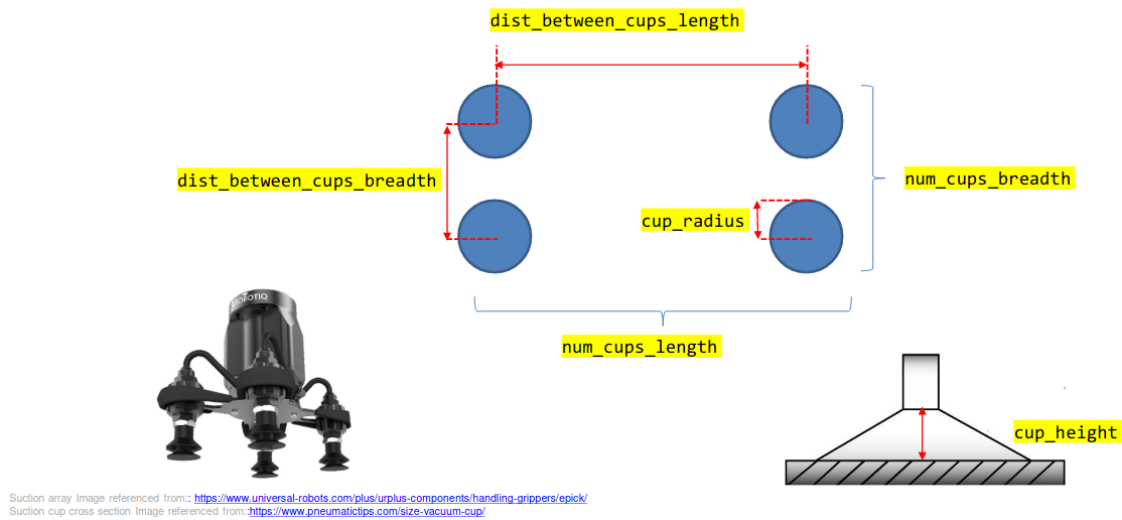 dist_between_cups_length
dist_between_cups_breadth
num_cups_breadth
cup_radius
ROBOTIQ
num_cups_length
cup_height
Suction array Image referenced from:: https://www.universal-robots.com/plus/urplus-components/handling-grippers/epick/
Suction cup cross section Image referenced from::https://www.pneumatictips.com/size-vacuum-cup/